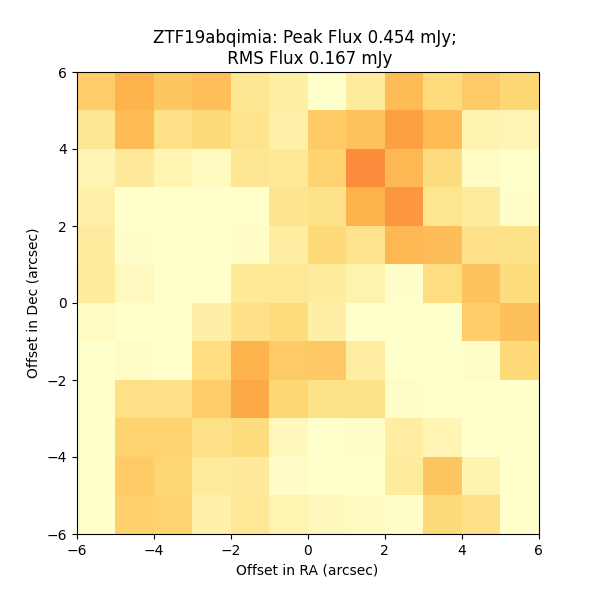 ZTF19abqimia: Peak Flux 0.454 mJy;
RMS Flux 0.167 mJy
6
4
2
0
−2
−4
−6
Offset in Dec (arcsec)
−6 −4 −2 0 2 4 6
Offset in RA (arcsec)